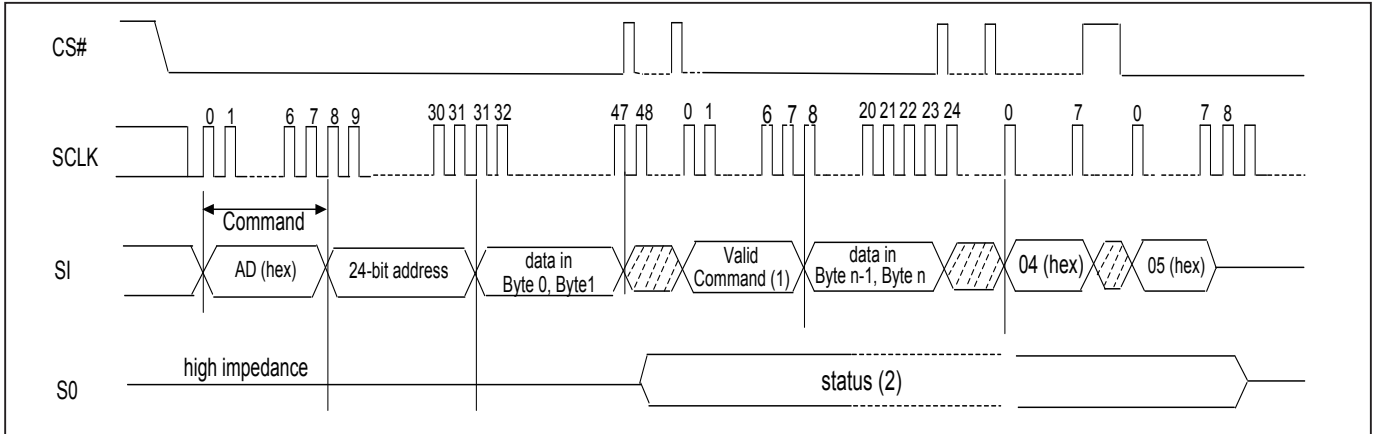 CS#
0 1 6 7 8 9 30 31 31 32 47 48 0 1 6 7 8 20 21 22 23 24 0 7 0 7 8
SCLK
Command
SI
AD (hex)
24-bit address
data in
Byte 0, Byte1
Valid
Command (1)
data in
Byte n-1, Byte n
04 (hex)
05 (hex)
high impedance
S0
status (2)